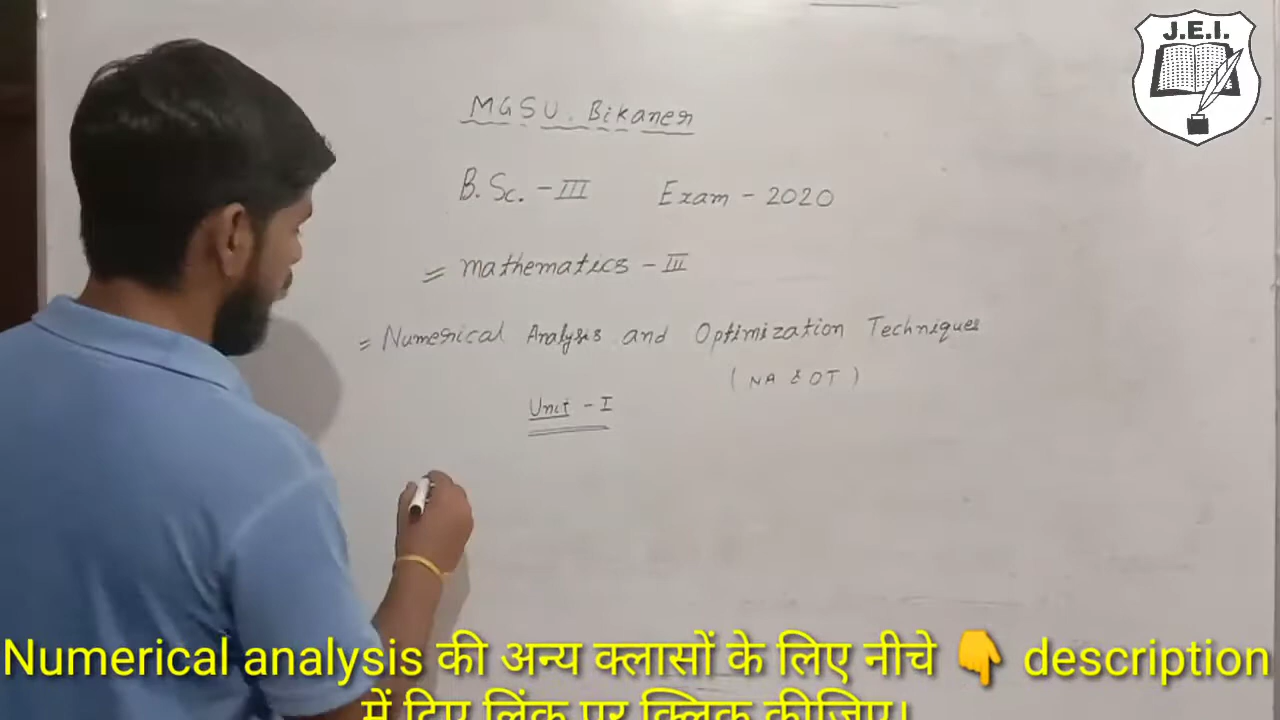 J.E.I.
MGSU. Bikaner
B.Sc. - III Exam - 2020
= mathematics - III
= Numerical Analysis and Optimization Techniques
( NA & OT )
Unit - I
Numerical analysis की अन्य क्लासों के लिए नीचे 👇 description
में दिए लिंक पर क्लिक कीजिए।